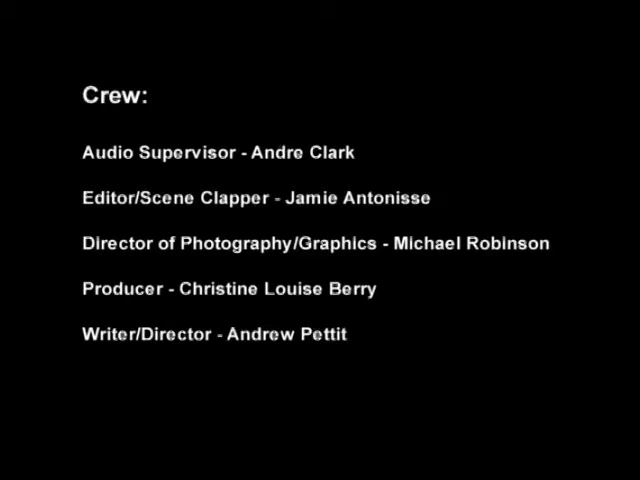 Crew:
Audio Supervisor - Andre Clark
Editor/Scene Clapper - Jamie Antonisse
Director of Photography/Graphics - Michael Robinson
Producer - Christine Louise Berry
Writer/Director - Andrew Pettit